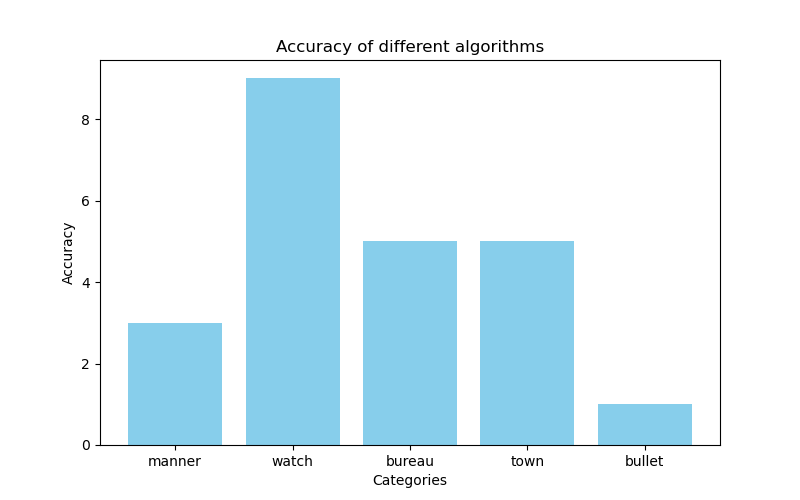 Accuracy of different algorithms
Accuracy
8
6
4
2
0
manner watch bureau town bullet
Categories